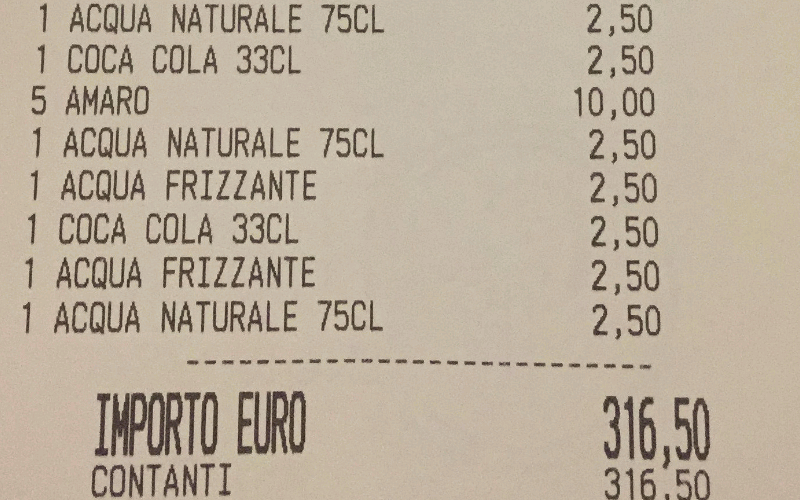 1 ACQUA NATURALE 75CL 2,50
1 COCA COLA 33CL 2,50
5 AMARO 10,00
1 ACQUA NATURALE 75CL 2,50
1 ACQUA FRIZZANTE 2,50
1 COCA COLA 33CL 2,50
1 ACQUA FRIZZANTE 2,50
1 ACQUA NATURALE 75CL 2,50
--------------------------------
IMPORTO EURO 316,50
CONTANTI 316,50